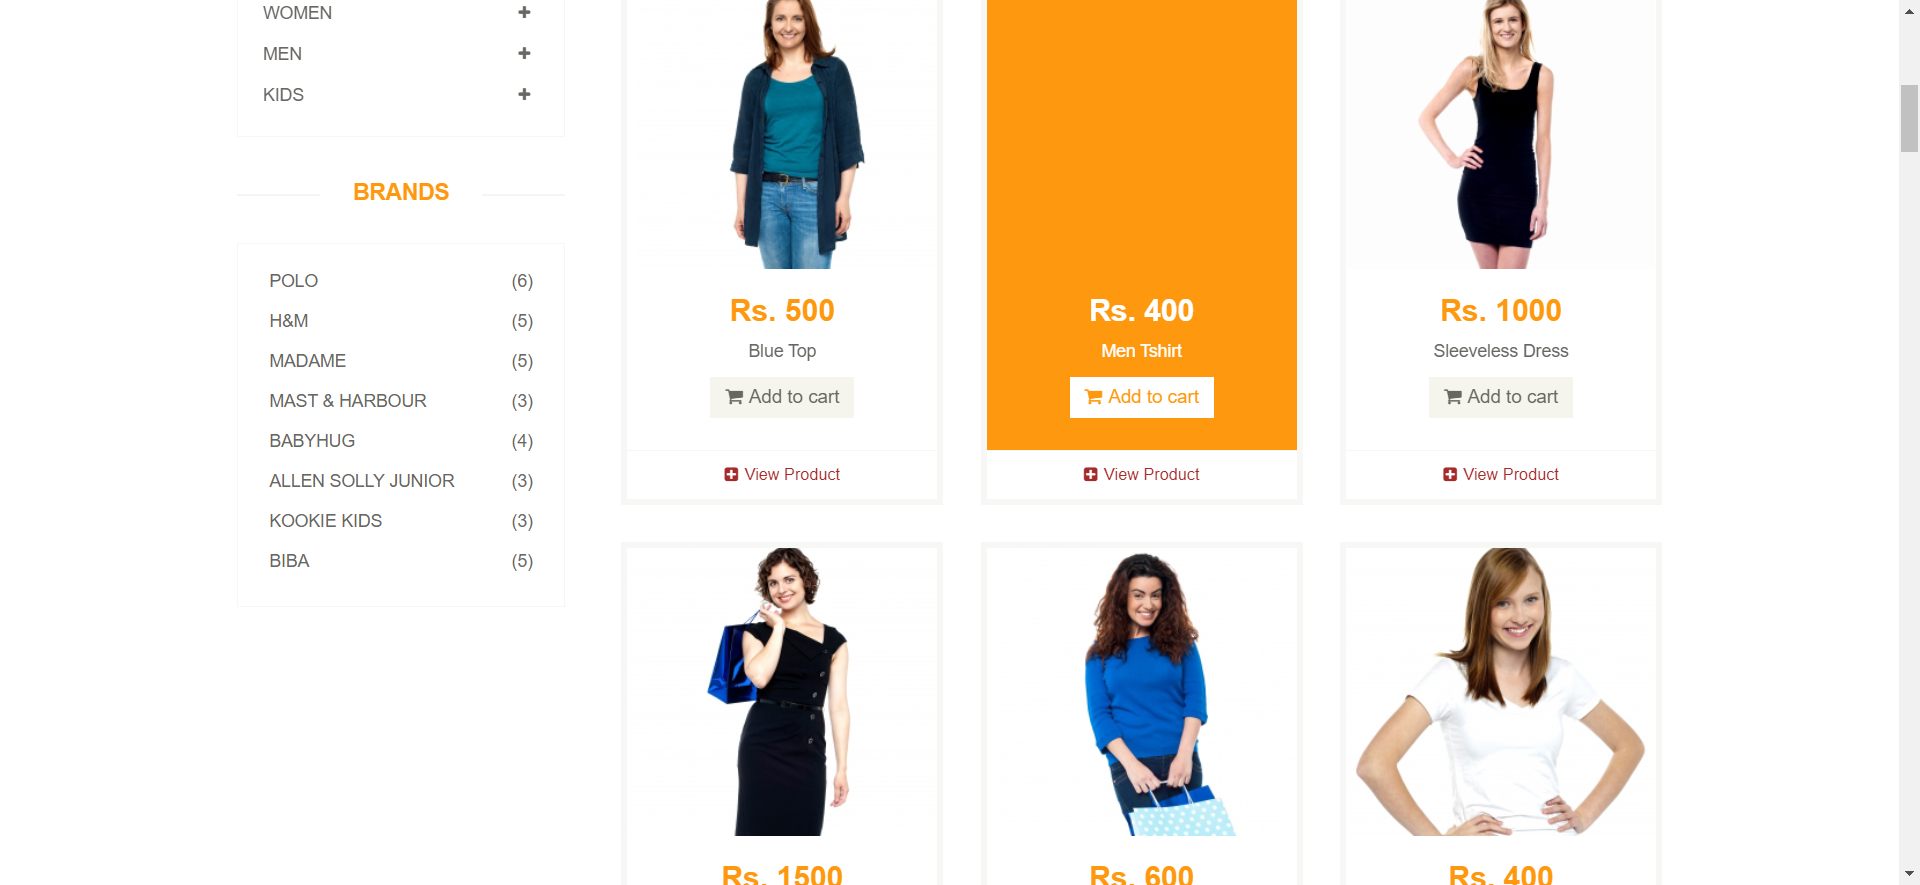 WOMEN
MEN
KIDS
BRANDS
POLO (6)
H&M (5)
MADAME (5)
MAST & HARBOUR (3)
BABYHUG (4)
ALLEN SOLLY JUNIOR (3)
KOOKIE KIDS (3)
BIBA (5)
Rs. 500
Blue Top
Add to cart
View Product
Rs. 400
Men Tshirt
Add to cart
View Product
Rs. 1000
Sleeveless Dress
Add to cart
View Product
Rs. 1500
Rs. 600
Rs. 400